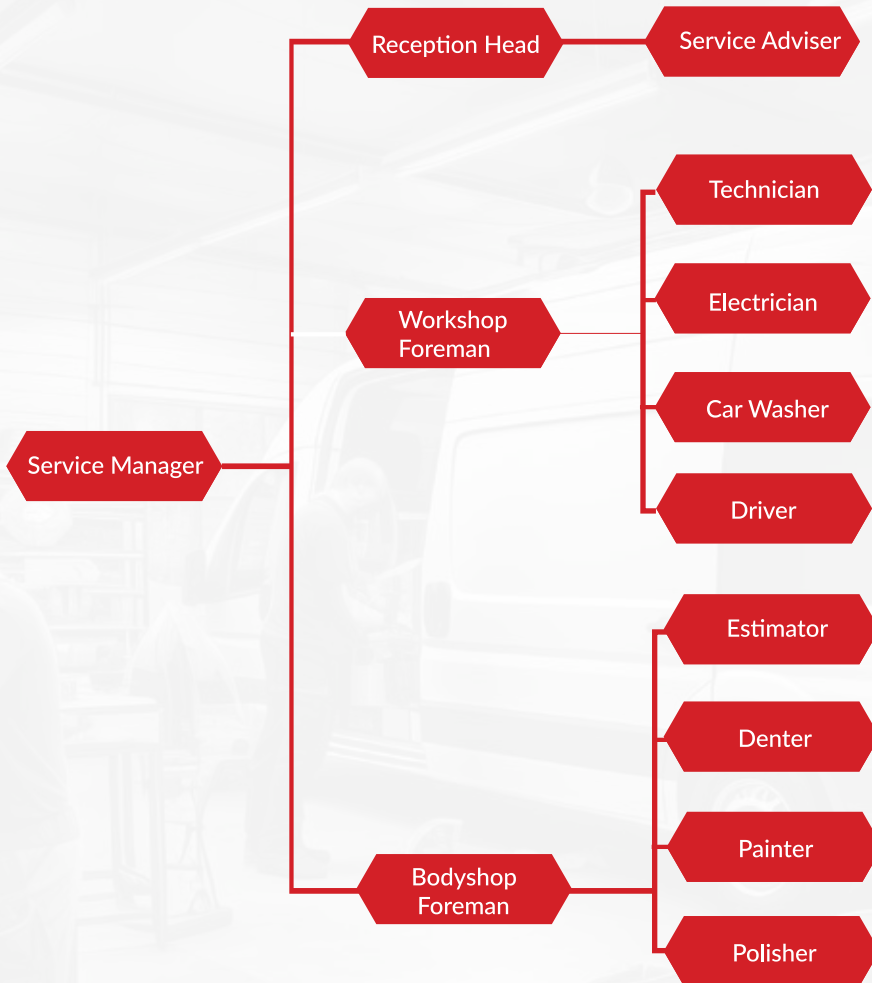 Reception Head
Service Adviser
Technician
Electrician
Workshop
Foreman
Car Washer
Service Manager
Driver
Estimator
Denter
Painter
Bodyshop
Foreman
Polisher